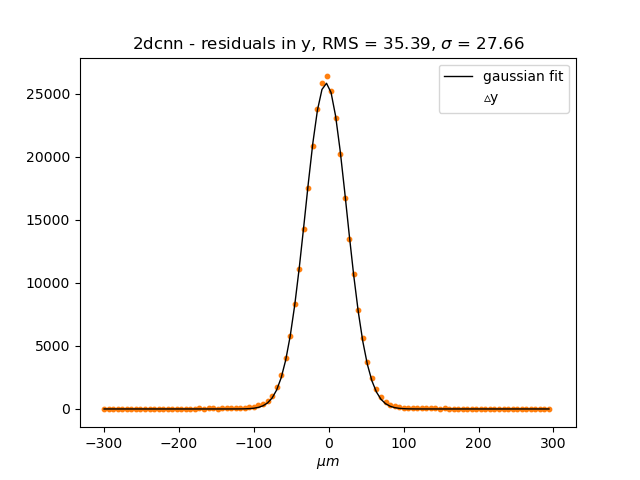 2dcnn - residuals in y, RMS = 35.39, σ = 27.66
gaussian fit
▵y
25000
20000
15000
10000
5000
0
−300 −200 −100 0 100 200 300
μm